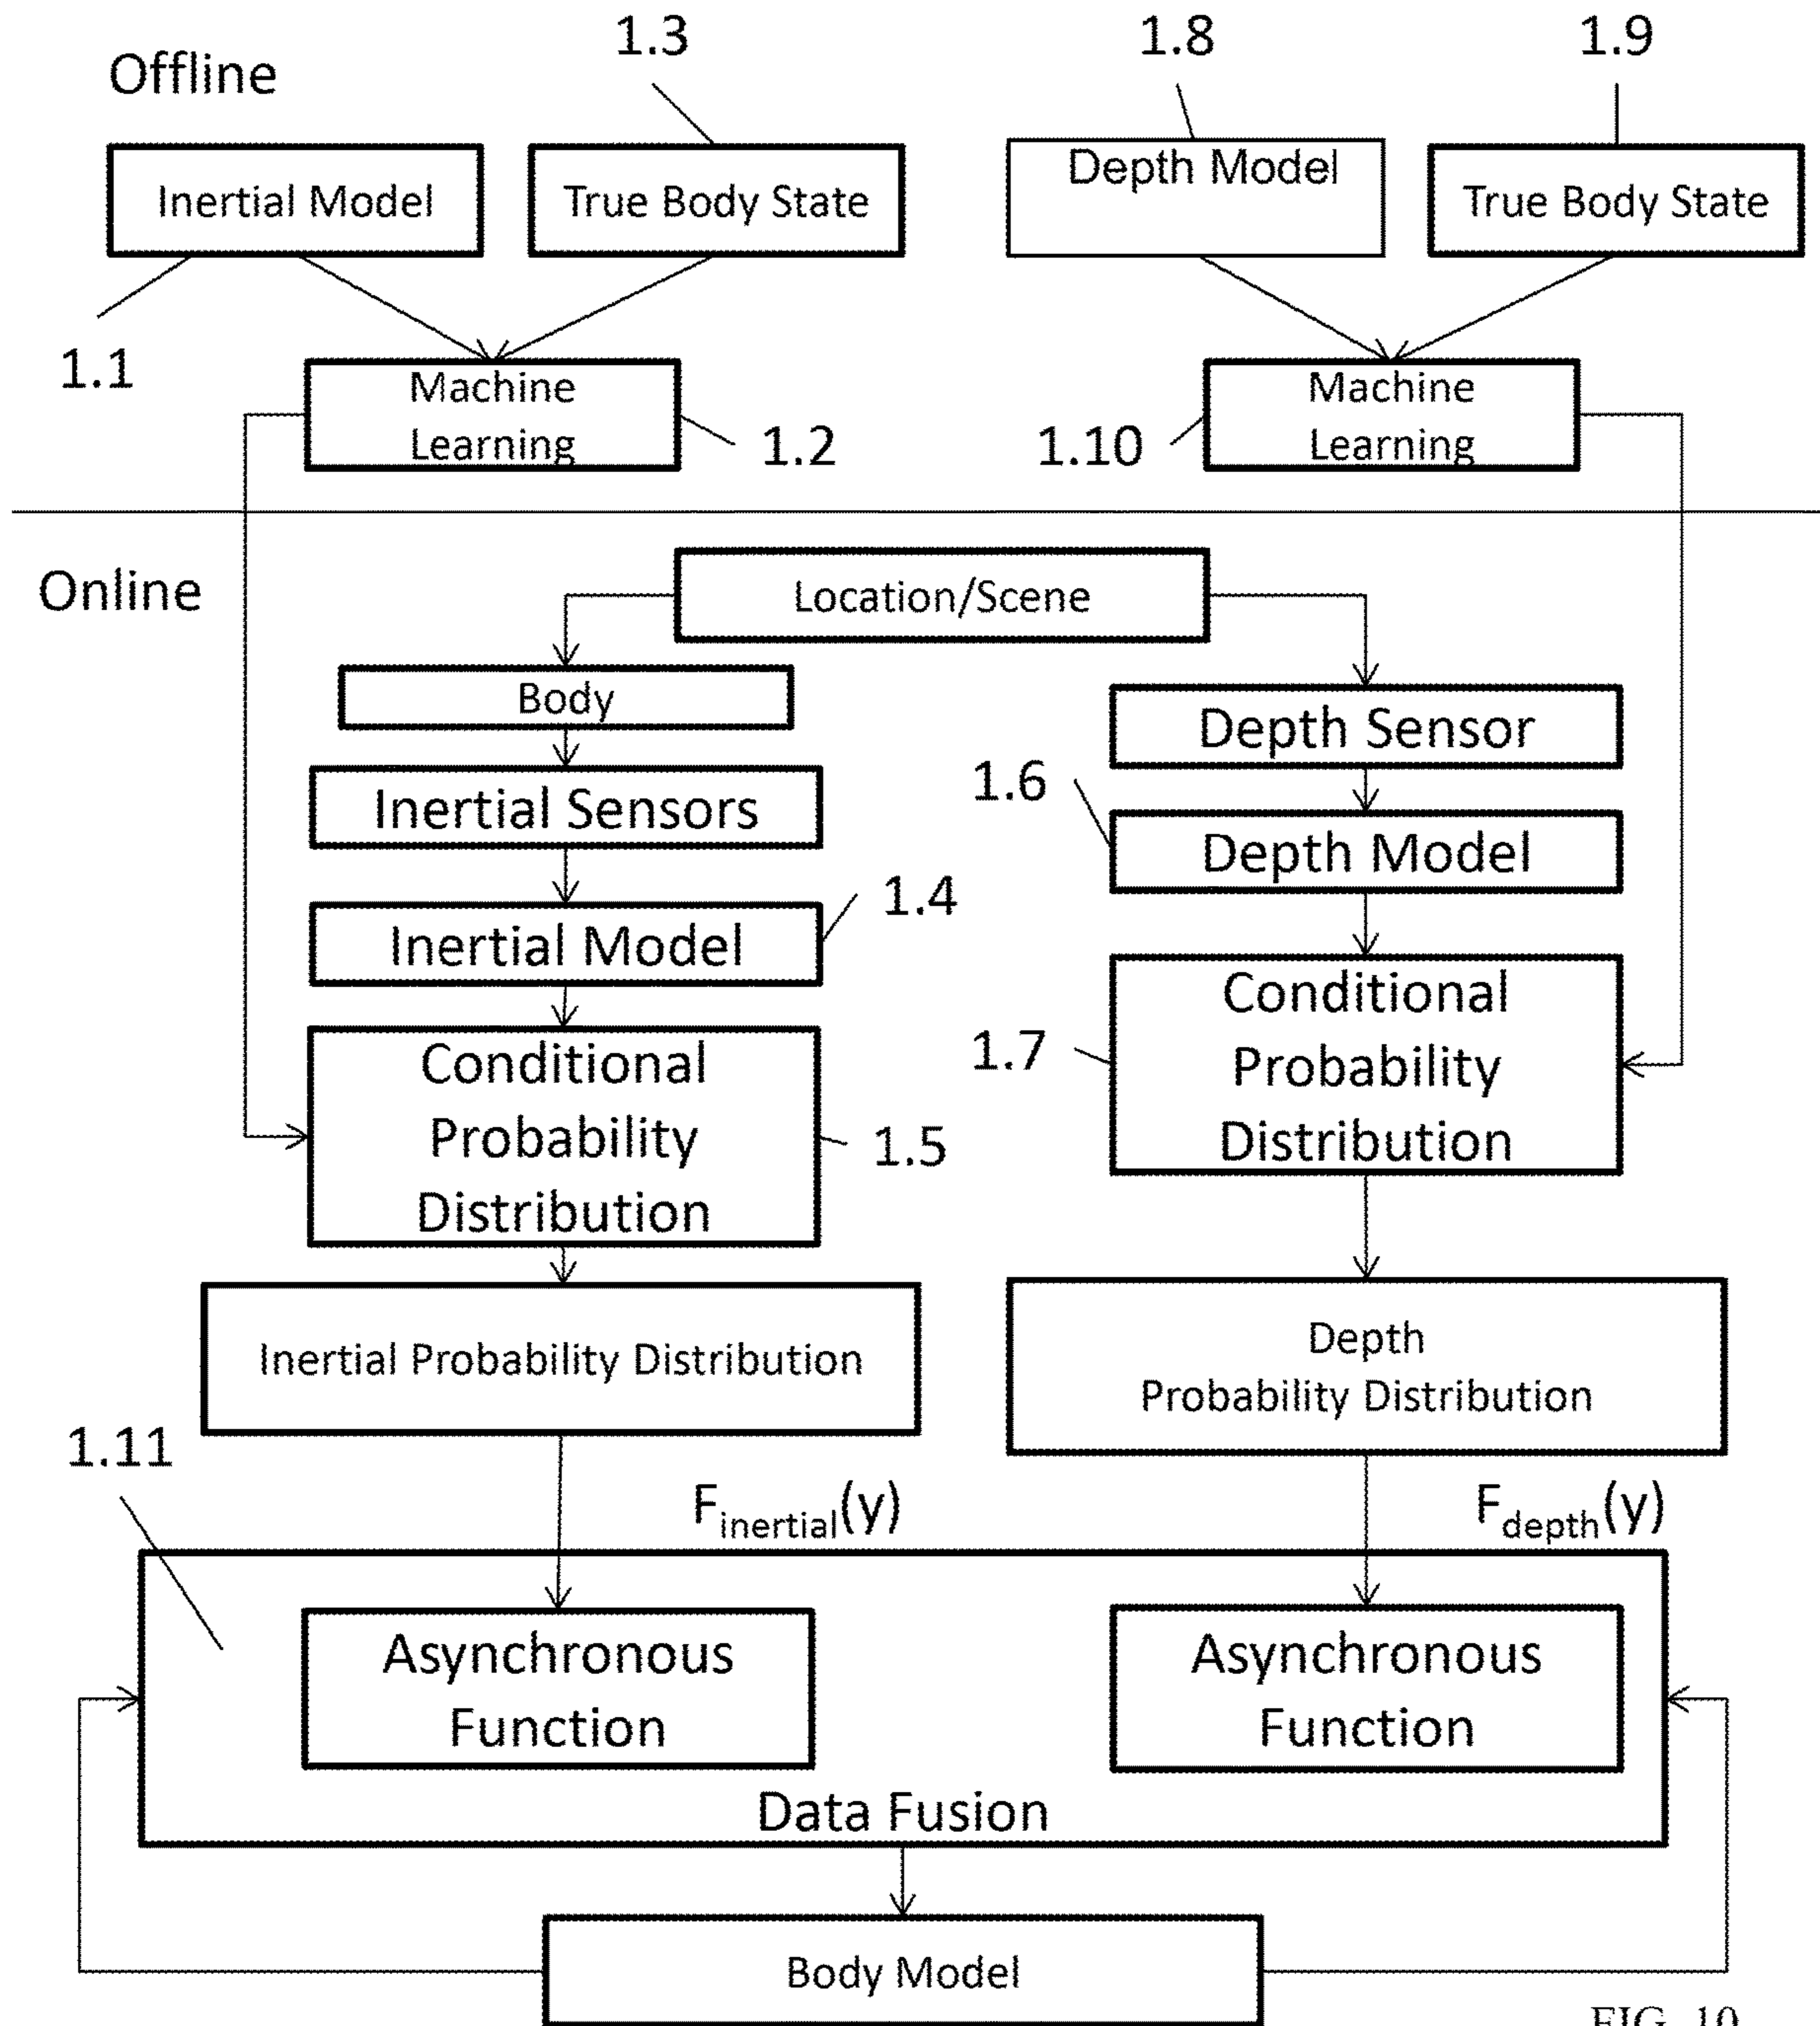 1.3
1.8
1.9
Offline
Inertial Model
True Body State
Depth Model
True Body State
1.1
Machine
Learning
1.2
1.10
Machine
Learning
Online
Location/Scene
Body
Depth Sensor
Inertial Sensors
1.6
Depth Model
1.4
Inertial Model
Conditional
Probability
Distribution
1.7
Conditional
Probability
Distribution
1.5
Inertial Probability Distribution
Depth
Probability Distribution
1.11
Finertial(y)
Fdepth(y)
Asynchronous
Function
Asynchronous
Function
Data Fusion
Body Model
FIG. 10